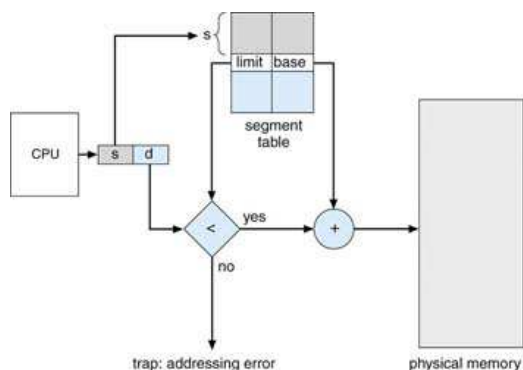 s
limit base
segment
table
CPU
s d
<
yes
+
no
trap: addressing error
physical memory